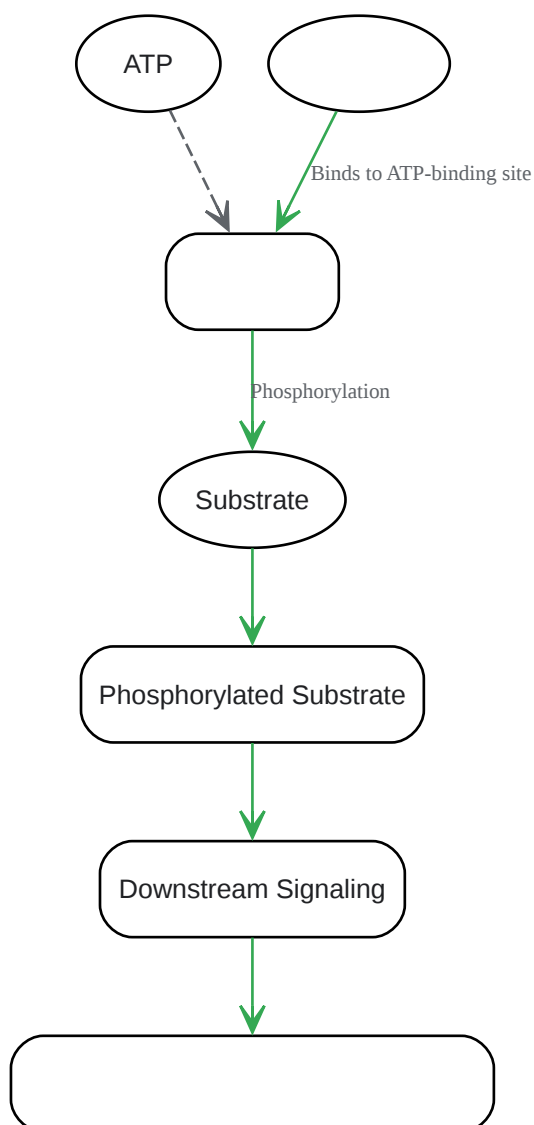 ATP
Binds to ATP-binding site
Phosphorylation
Substrate
Phosphorylated Substrate
Downstream Signaling